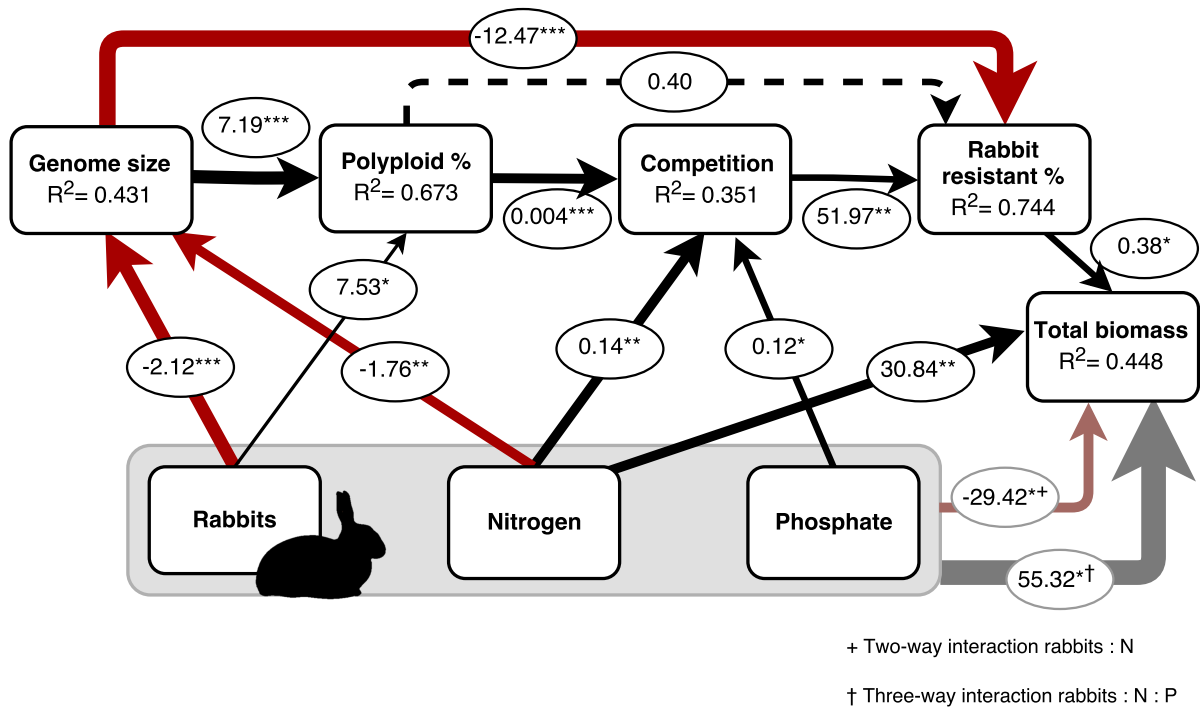 -12.47***
0.40
7.19***
Genome size
R²= 0.431
Polyploid %
R²= 0.673
0.004***
Competition
R²= 0.351
51.97**
Rabbit
resistant %
R²= 0.744
0.38*
7.53*
Total biomass
R²= 0.448
-2.12***
-1.76**
0.14**
0.12*
30.84**
-29.42*+
Rabbits
Nitrogen
Phosphate
55.32*†
+ Two-way interaction rabbits : N
† Three-way interaction rabbits : N : P